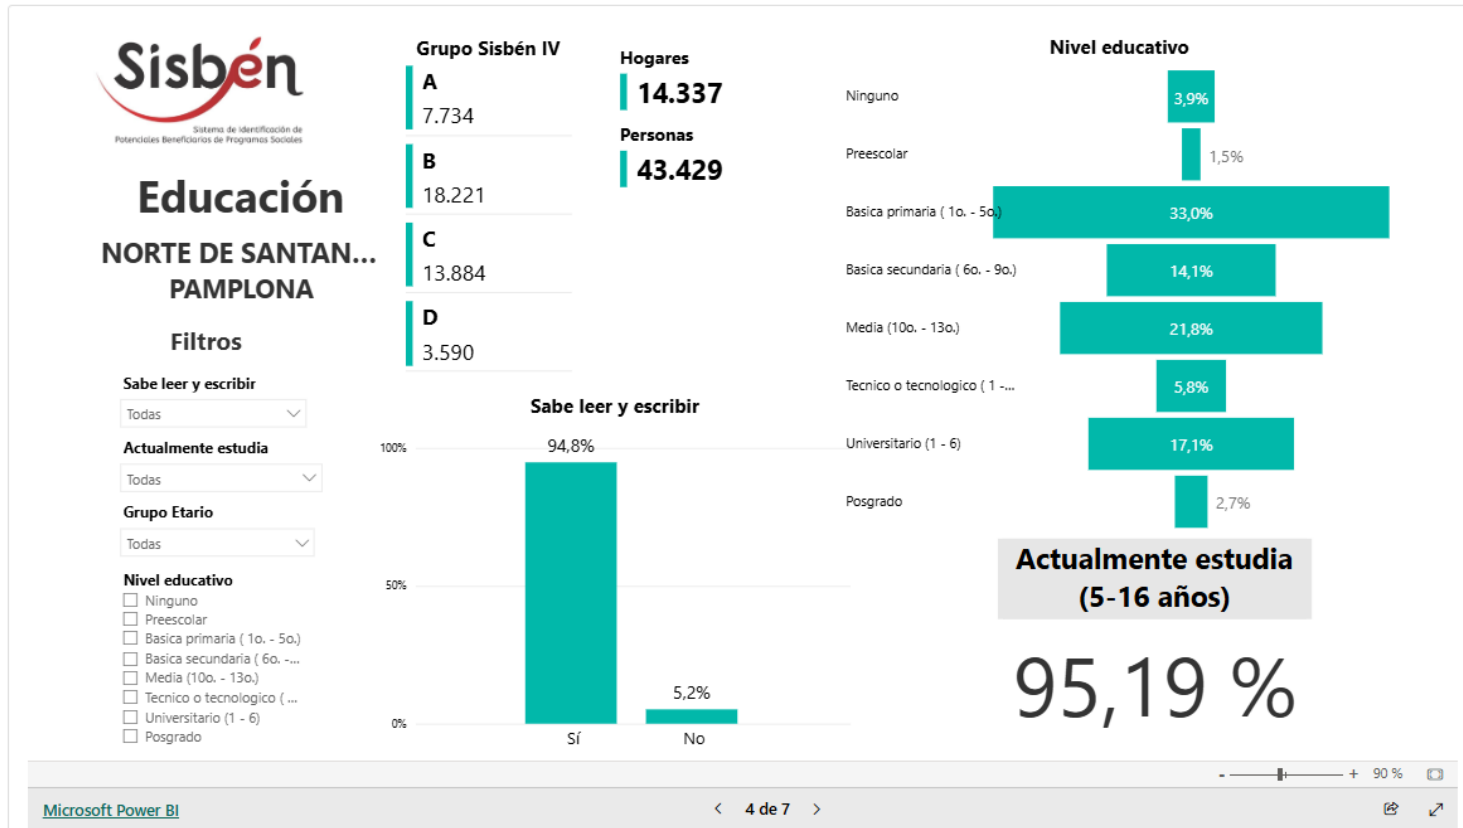 Sisbén
Sistema de Identificación de
Potenciales Beneficiarios de Programas Sociales
Educación
NORTE DE SANTAN...
PAMPLONA
Filtros
Sabe leer y escribir
Todas
Actualmente estudia
Todas
Grupo Etario
Todas
Nivel educativo
Ninguno
Preescolar
Basica primaria ( 1o. - 5o.)
Basica secundaria ( 6o. -...
Media (10o. - 13o.)
Tecnico o tecnologico ( ...
Universitario (1 - 6)
Posgrado
Grupo Sisbén IV
A
7.734
B
18.221
C
13.884
D
3.590
Hogares
14.337
Personas
43.429
Sabe leer y escribir
100%
94,8%
50%
5,2%
0%
Sí
No
Nivel educativo
Ninguno
3,9%
Preescolar
1,5%
Basica primaria ( 1o. - 5o.)
33,0%
Basica secundaria ( 6o. - 9o.)
14,1%
Media (10o. - 13o.)
21,8%
Tecnico o tecnologico ( 1 -...
5,8%
Universitario (1 - 6)
17,1%
Posgrado
2,7%
Actualmente estudia
(5-16 años)
95,19 %
- + 90 %
Microsoft Power BI
< 4 de 7 >